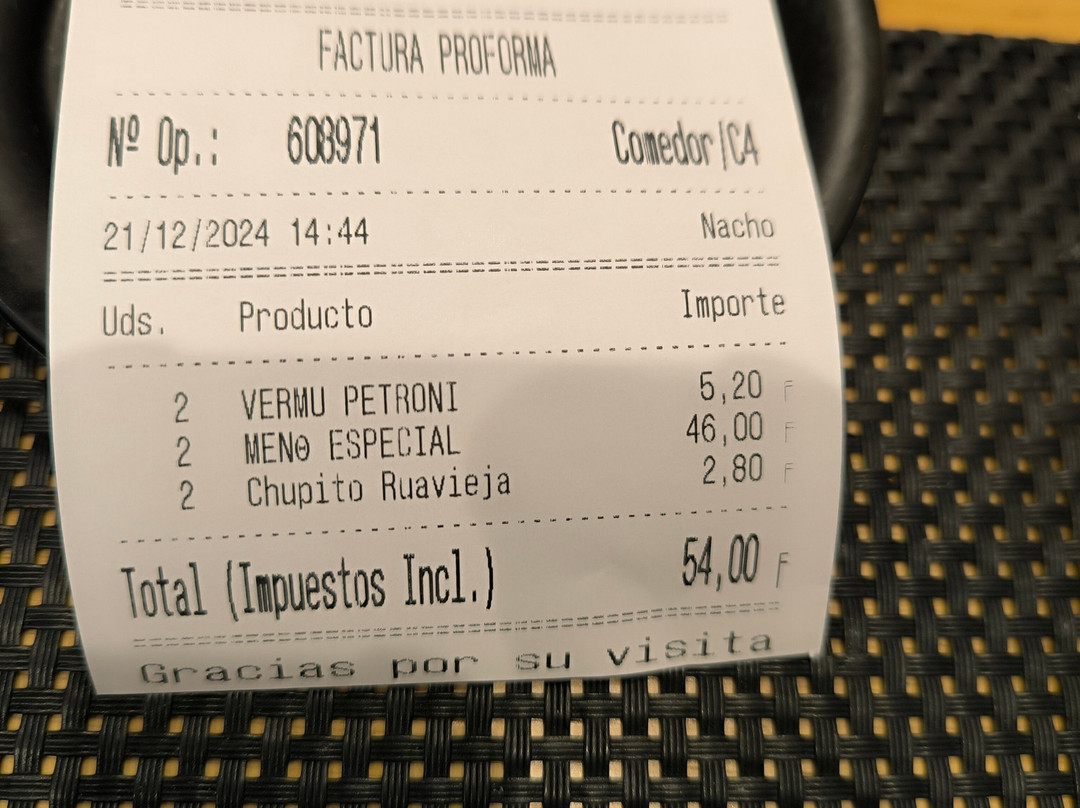 FACTURA PROFORMA
Nº Op.: 608971 Comedor/C4
21/12/2024 14:44 Nacho
Uds. Producto Importe
2 VERMU PETRONI 5,20 F
2 MENΘ ESPECIAL 46,00 F
2 Chupito Ruavieja 2,80 F
Total (Impuestos Incl.) 54,00 F
Gracias por su visita